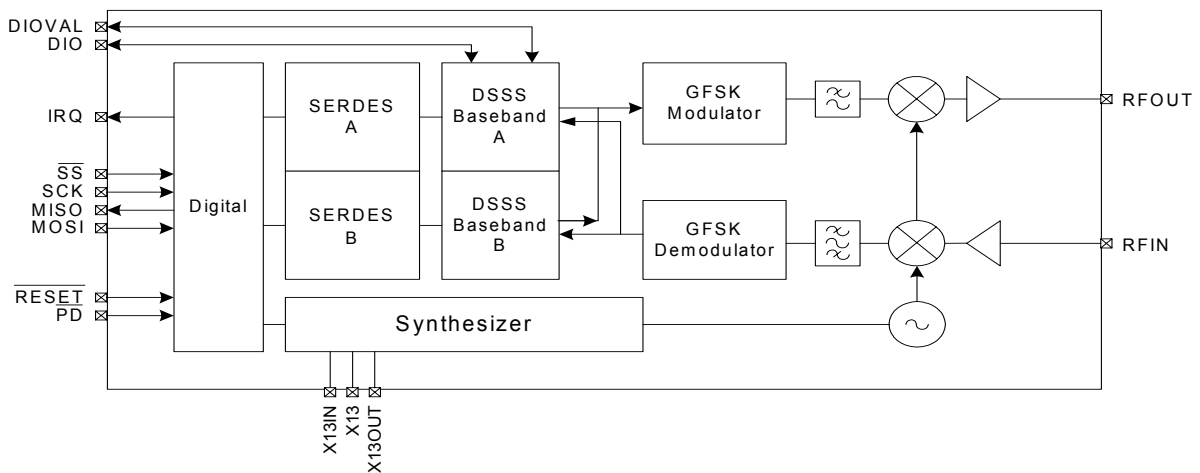 DIOVAL
DIO
IRQ
SS
SCK
MISO
MOSI
RESET
PD
Digital
SERDES
A
SERDES
B
DSSS
Baseband
A
DSSS
Baseband
B
GFSK
Modulator
GFSK
Demodulator
Synthesizer
RFOUT
RFIN
X13IN
X13
X13OUT